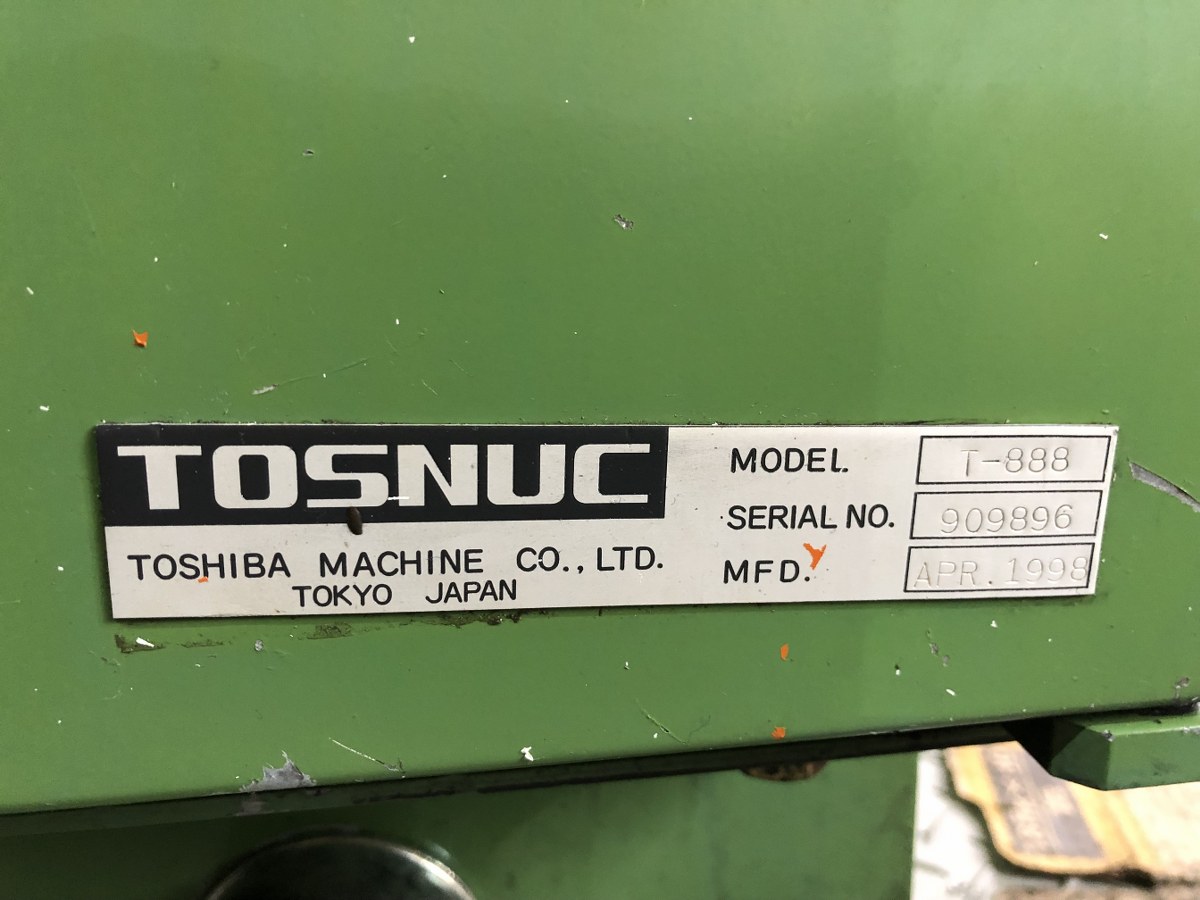 TOSNUC
TOSHIBA MACHINE CO., LTD.
TOKYO JAPAN
MODEL. T-888
SERIAL NO. 909896
MFD. APR. 1998